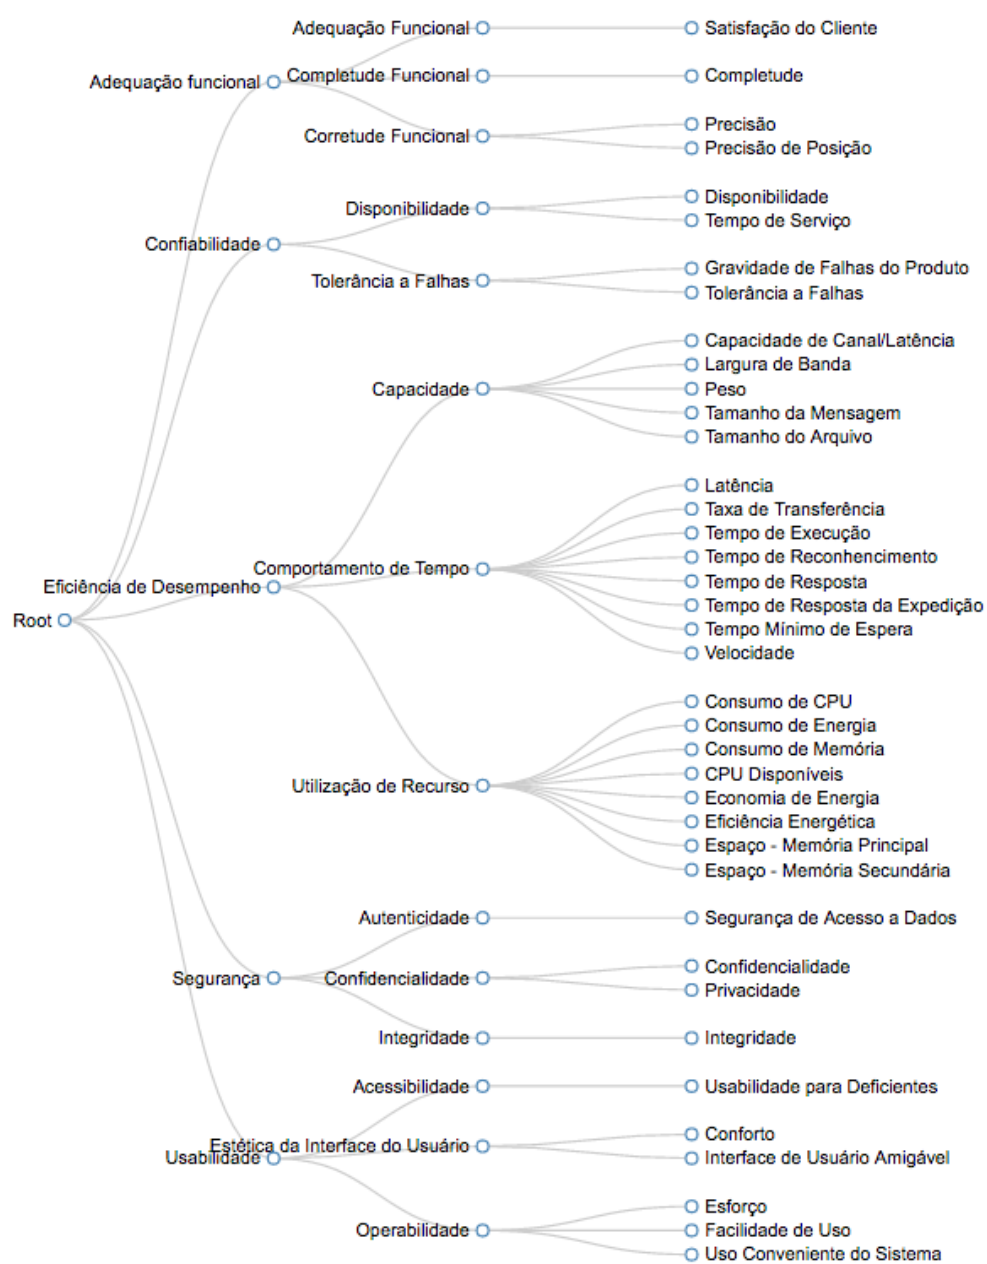 Adequação Funcional
Satisfação do Cliente
Adequação funcional
Completude Funcional
Completude
Corretude Funcional
Precisão
Precisão de Posição
Disponibilidade
Disponibilidade
Tempo de Serviço
Confiabilidade
Tolerância a Falhas
Gravidade de Falhas do Produto
Tolerância a Falhas
Capacidade
Capacidade de Canal/Latência
Largura de Banda
Peso
Tamanho da Mensagem
Tamanho do Arquivo
Root
Eficiência de Desempenho
Comportamento de Tempo
Latência
Taxa de Transferência
Tempo de Execução
Tempo de Reconhencimento
Tempo de Resposta
Tempo de Resposta da Expedição
Tempo Mínimo de Espera
Velocidade
Utilização de Recurso
Consumo de CPU
Consumo de Energia
Consumo de Memória
CPU Disponíveis
Economia de Energia
Eficiência Energética
Espaço - Memória Principal
Espaço - Memória Secundária
Autenticidade
Segurança de Acesso a Dados
Segurança
Confidencialidade
Confidencialidade
Privacidade
Integridade
Integridade
Acessibilidade
Usabilidade para Deficientes
Estética da Interface do Usuário
Usabilidade
Conforto
Interface de Usuário Amigável
Operabilidade
Esforço
Facilidade de Uso
Uso Conveniente do Sistema